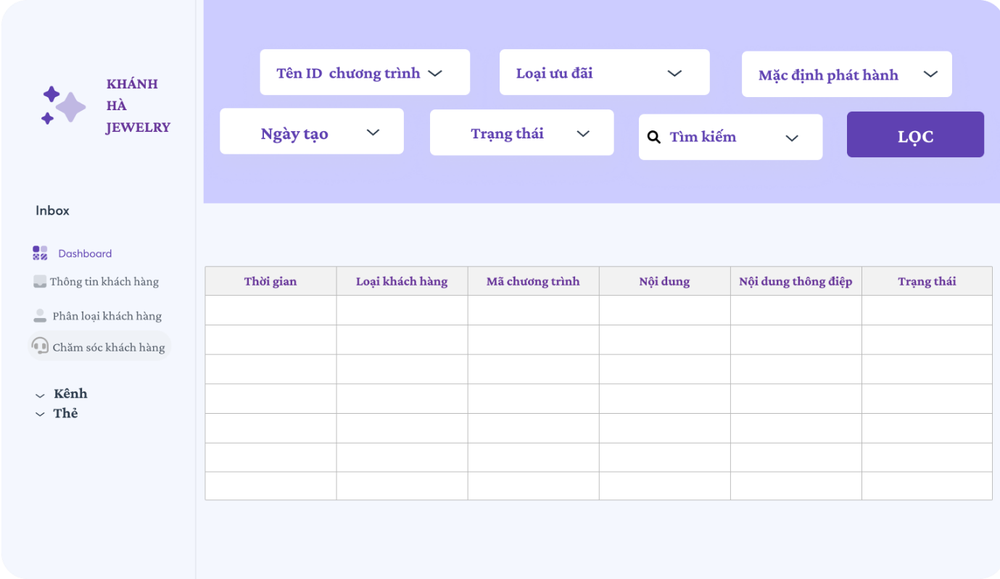 KHÁNH
HÀ
JEWELRY
Inbox
Dashboard
Thông tin khách hàng
Phân loại khách hàng
Chăm sóc khách hàng
Kênh
Thẻ
Tên ID chương trình
Loại ưu đãi
Mặc định phát hành
Ngày tạo
Trạng thái
Tìm kiếm
LỌC
Thời gian
Loại khách hàng
Mã chương trình
Nội dung
Nội dung thông điệp
Trạng thái